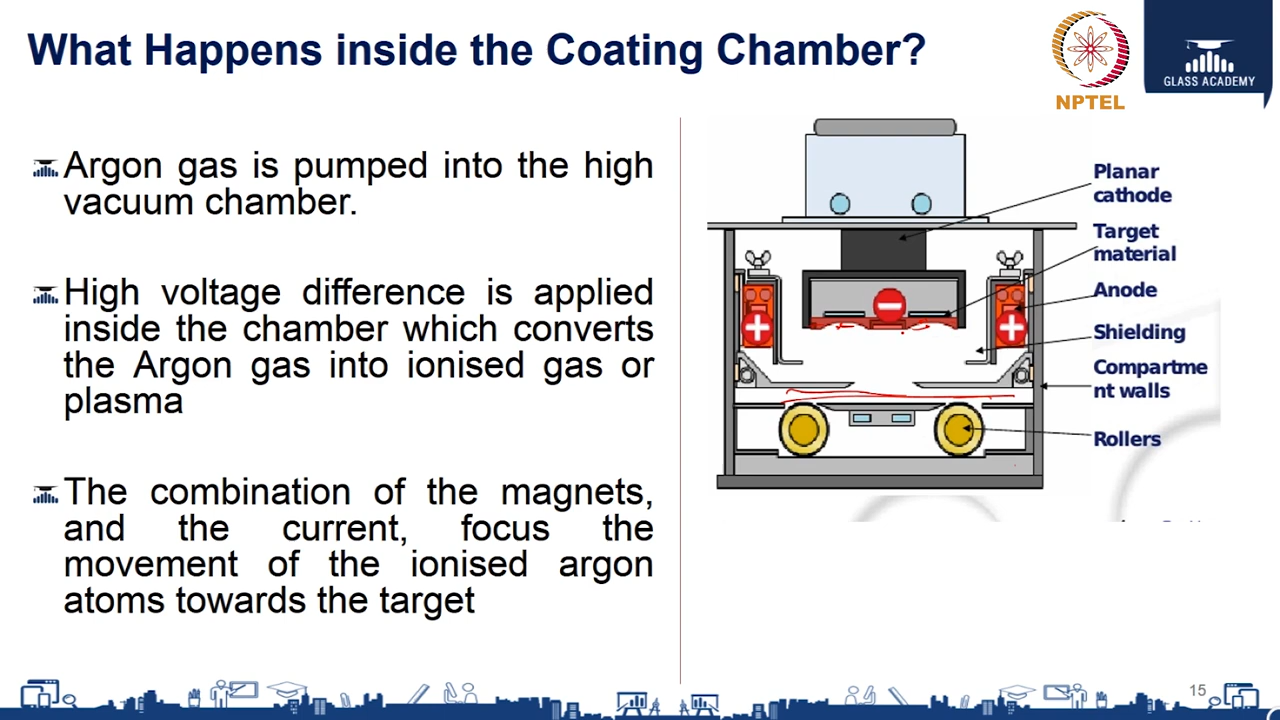 What Happens inside the Coating Chamber?
NPTEL
GLASS ACADEMY
Argon gas is pumped into the high
vacuum chamber.
High voltage difference is applied
inside the chamber which converts
the Argon gas into ionised gas or
plasma
The combination of the magnets,
and the current, focus the
movement of the ionised argon
atoms towards the target
Planar
cathode
Target
material
Anode
Shielding
Compartme
nt walls
Rollers
15